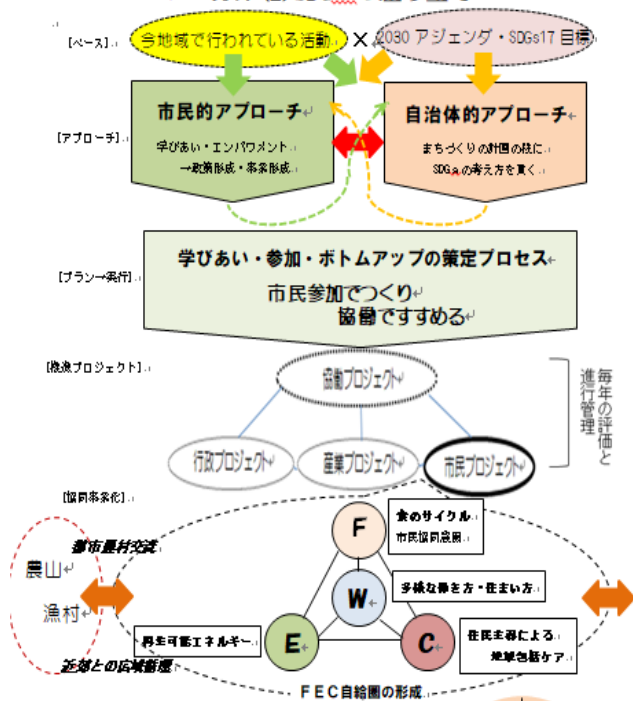 [ベース]
今地域で行われている活動
×
2030 アジェンダ・SDGs17 目標
市民的アプローチ
学びあい・エンパワメント
→政策形成・事業形成
[アプローチ]
自治体的アプローチ
まちづくりの計画の核に
SDGsの考え方を貫く
[プラン→発行]
学びあい・参加・ボトムアップの策定プロセス
市民参加でつくり
協働ですすめる
[推進プロジェクト]
協働プロジェクト
行政プロジェクト
産業プロジェクト
市民プロジェクト
毎年の評価と
進行管理
[協同事業化]
都市農村交流
農山
漁村
近郊との広域循環
F
食のサイクル
市民協同農園
W
多様な働き方・住まい方
E
再生可能エネルギー
C
住民主導による
地域包括ケア
FEC自給圏の形成